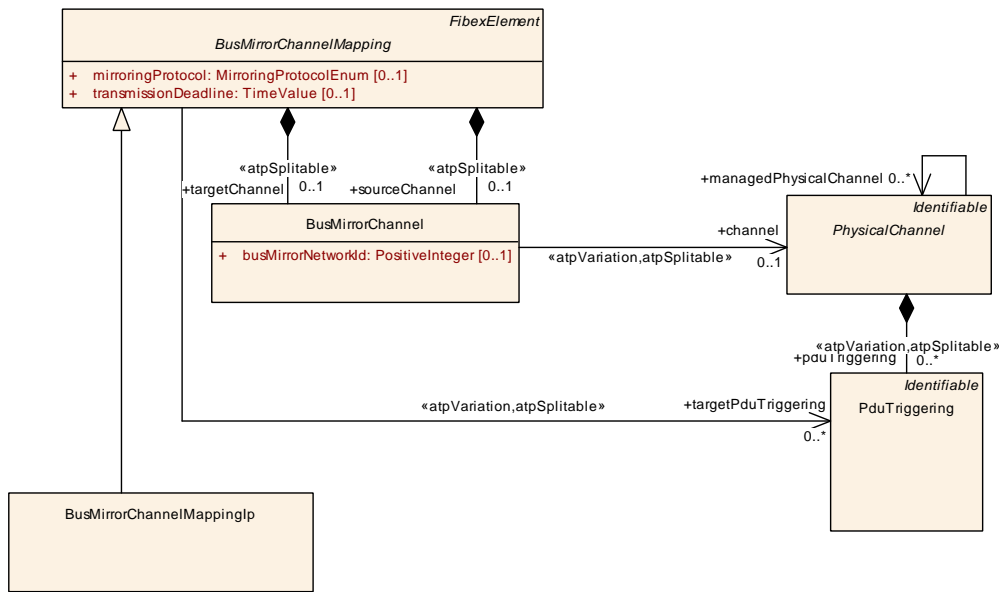 FibexElement
BusMirrorChannelMapping
+ mirroringProtocol: MirroringProtocolEnum [0..1]
+ transmissionDeadline: TimeValue [0..1]
«atpSplitable»
0..1
+targetChannel
«atpSplitable»
0..1
+sourceChannel
+managedPhysicalChannel 0..*
Identifiable
PhysicalChannel
BusMirrorChannel
+ busMirrorNetworkId: PositiveInteger [0..1]
+channel
«atpVariation,atpSplitable»
0..1
«atpVariation,atpSplitable»
+pduTriggering 0..*
Identifiable
PduTriggering
«atpVariation,atpSplitable»
+targetPduTriggering
0..*
BusMirrorChannelMappingIp